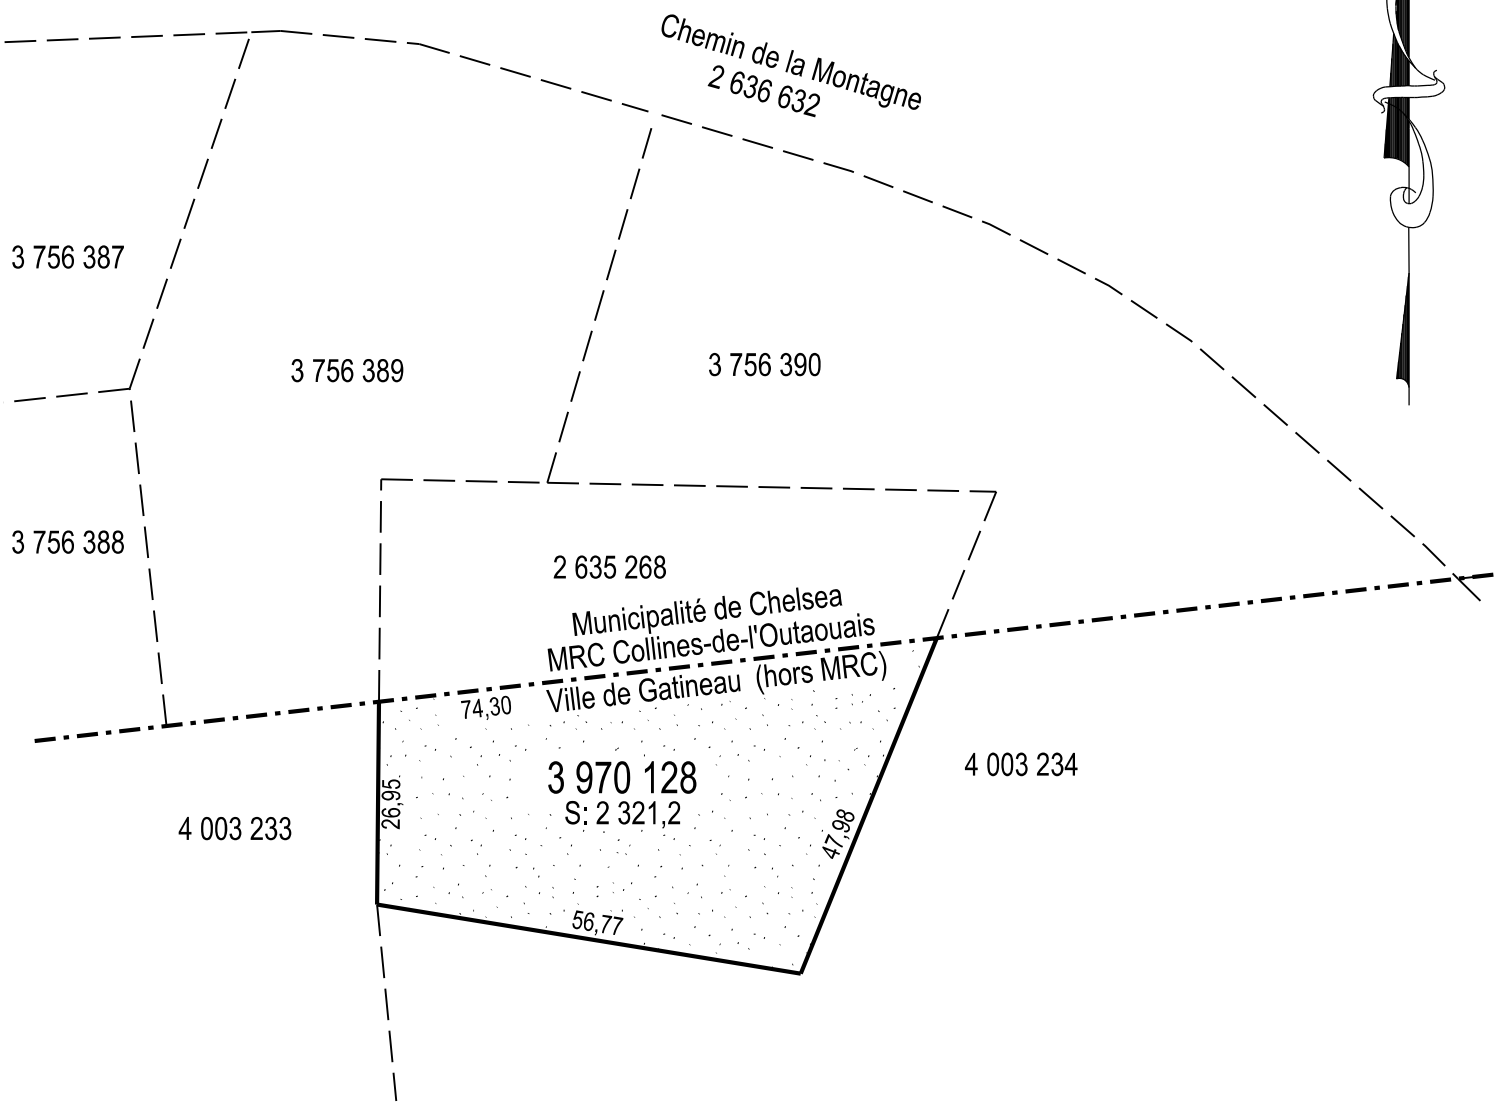 Chemin de la Montagne
2 636 632
3 756 387
3 756 389
3 756 390
3 756 388
2 635 268
Municipalité de Chelsea
MRC Collines-de-l'Outaouais
Ville de Gatineau (hors MRC)
74,30
3 970 128
S: 2 321,2
26,95
47,98
56,77
4 003 234
4 003 233